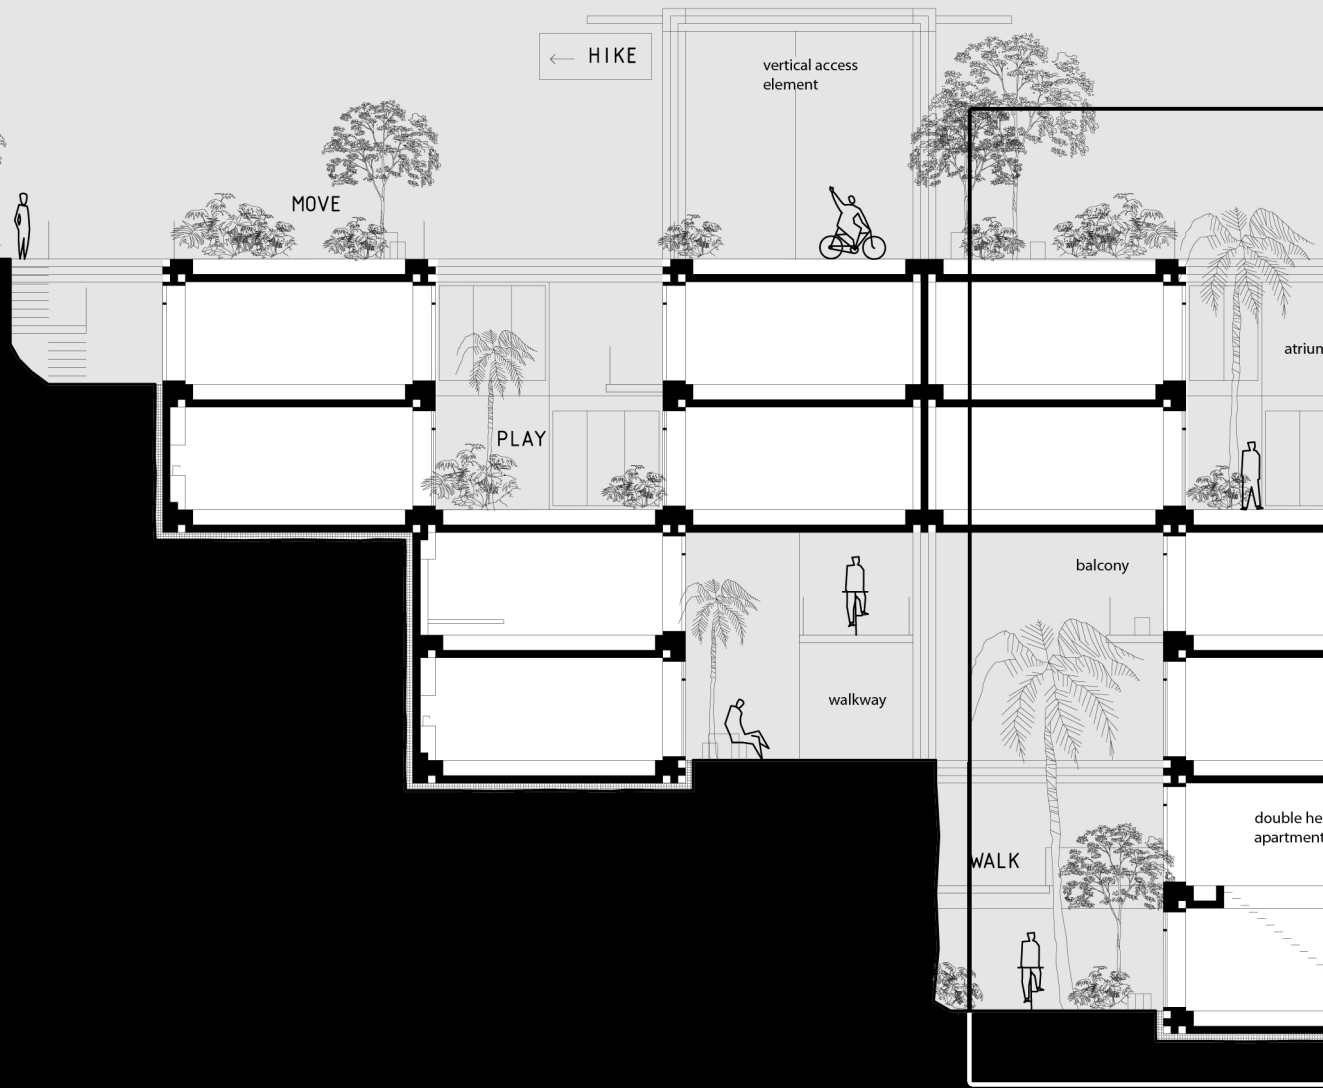 ← HIKE
vertical access
element
MOVE
atrium
PLAY
balcony
walkway
double he
apartment
WALK